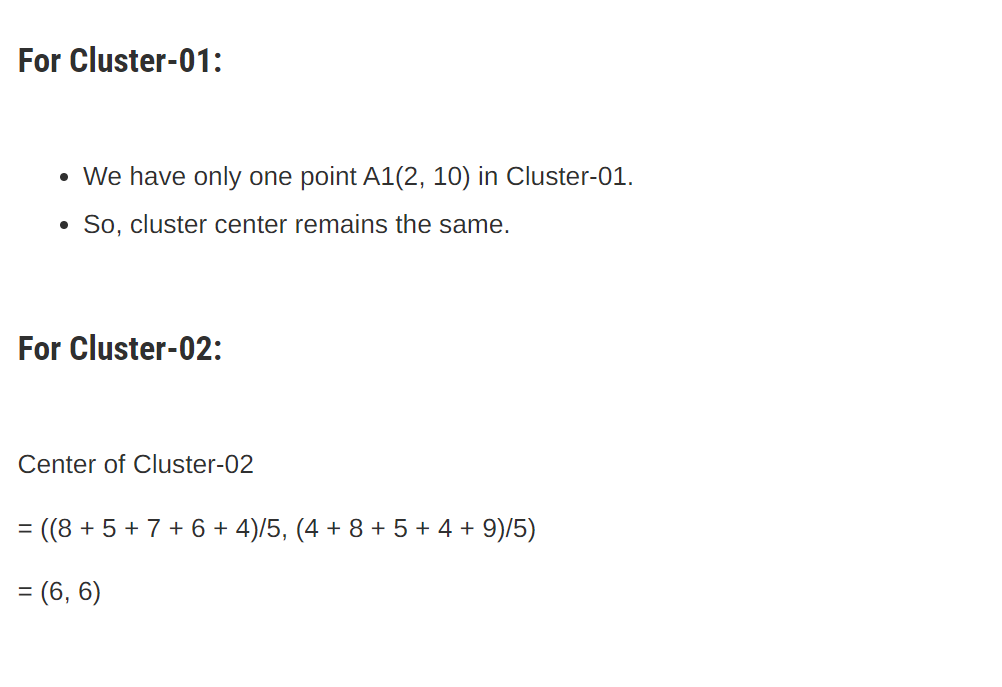 For Cluster-01:
• We have only one point A1(2, 10) in Cluster-01.
• So, cluster center remains the same.
For Cluster-02:
Center of Cluster-02
= ((8 + 5 + 7 + 6 + 4)/5, (4 + 8 + 5 + 4 + 9)/5)
= (6, 6)